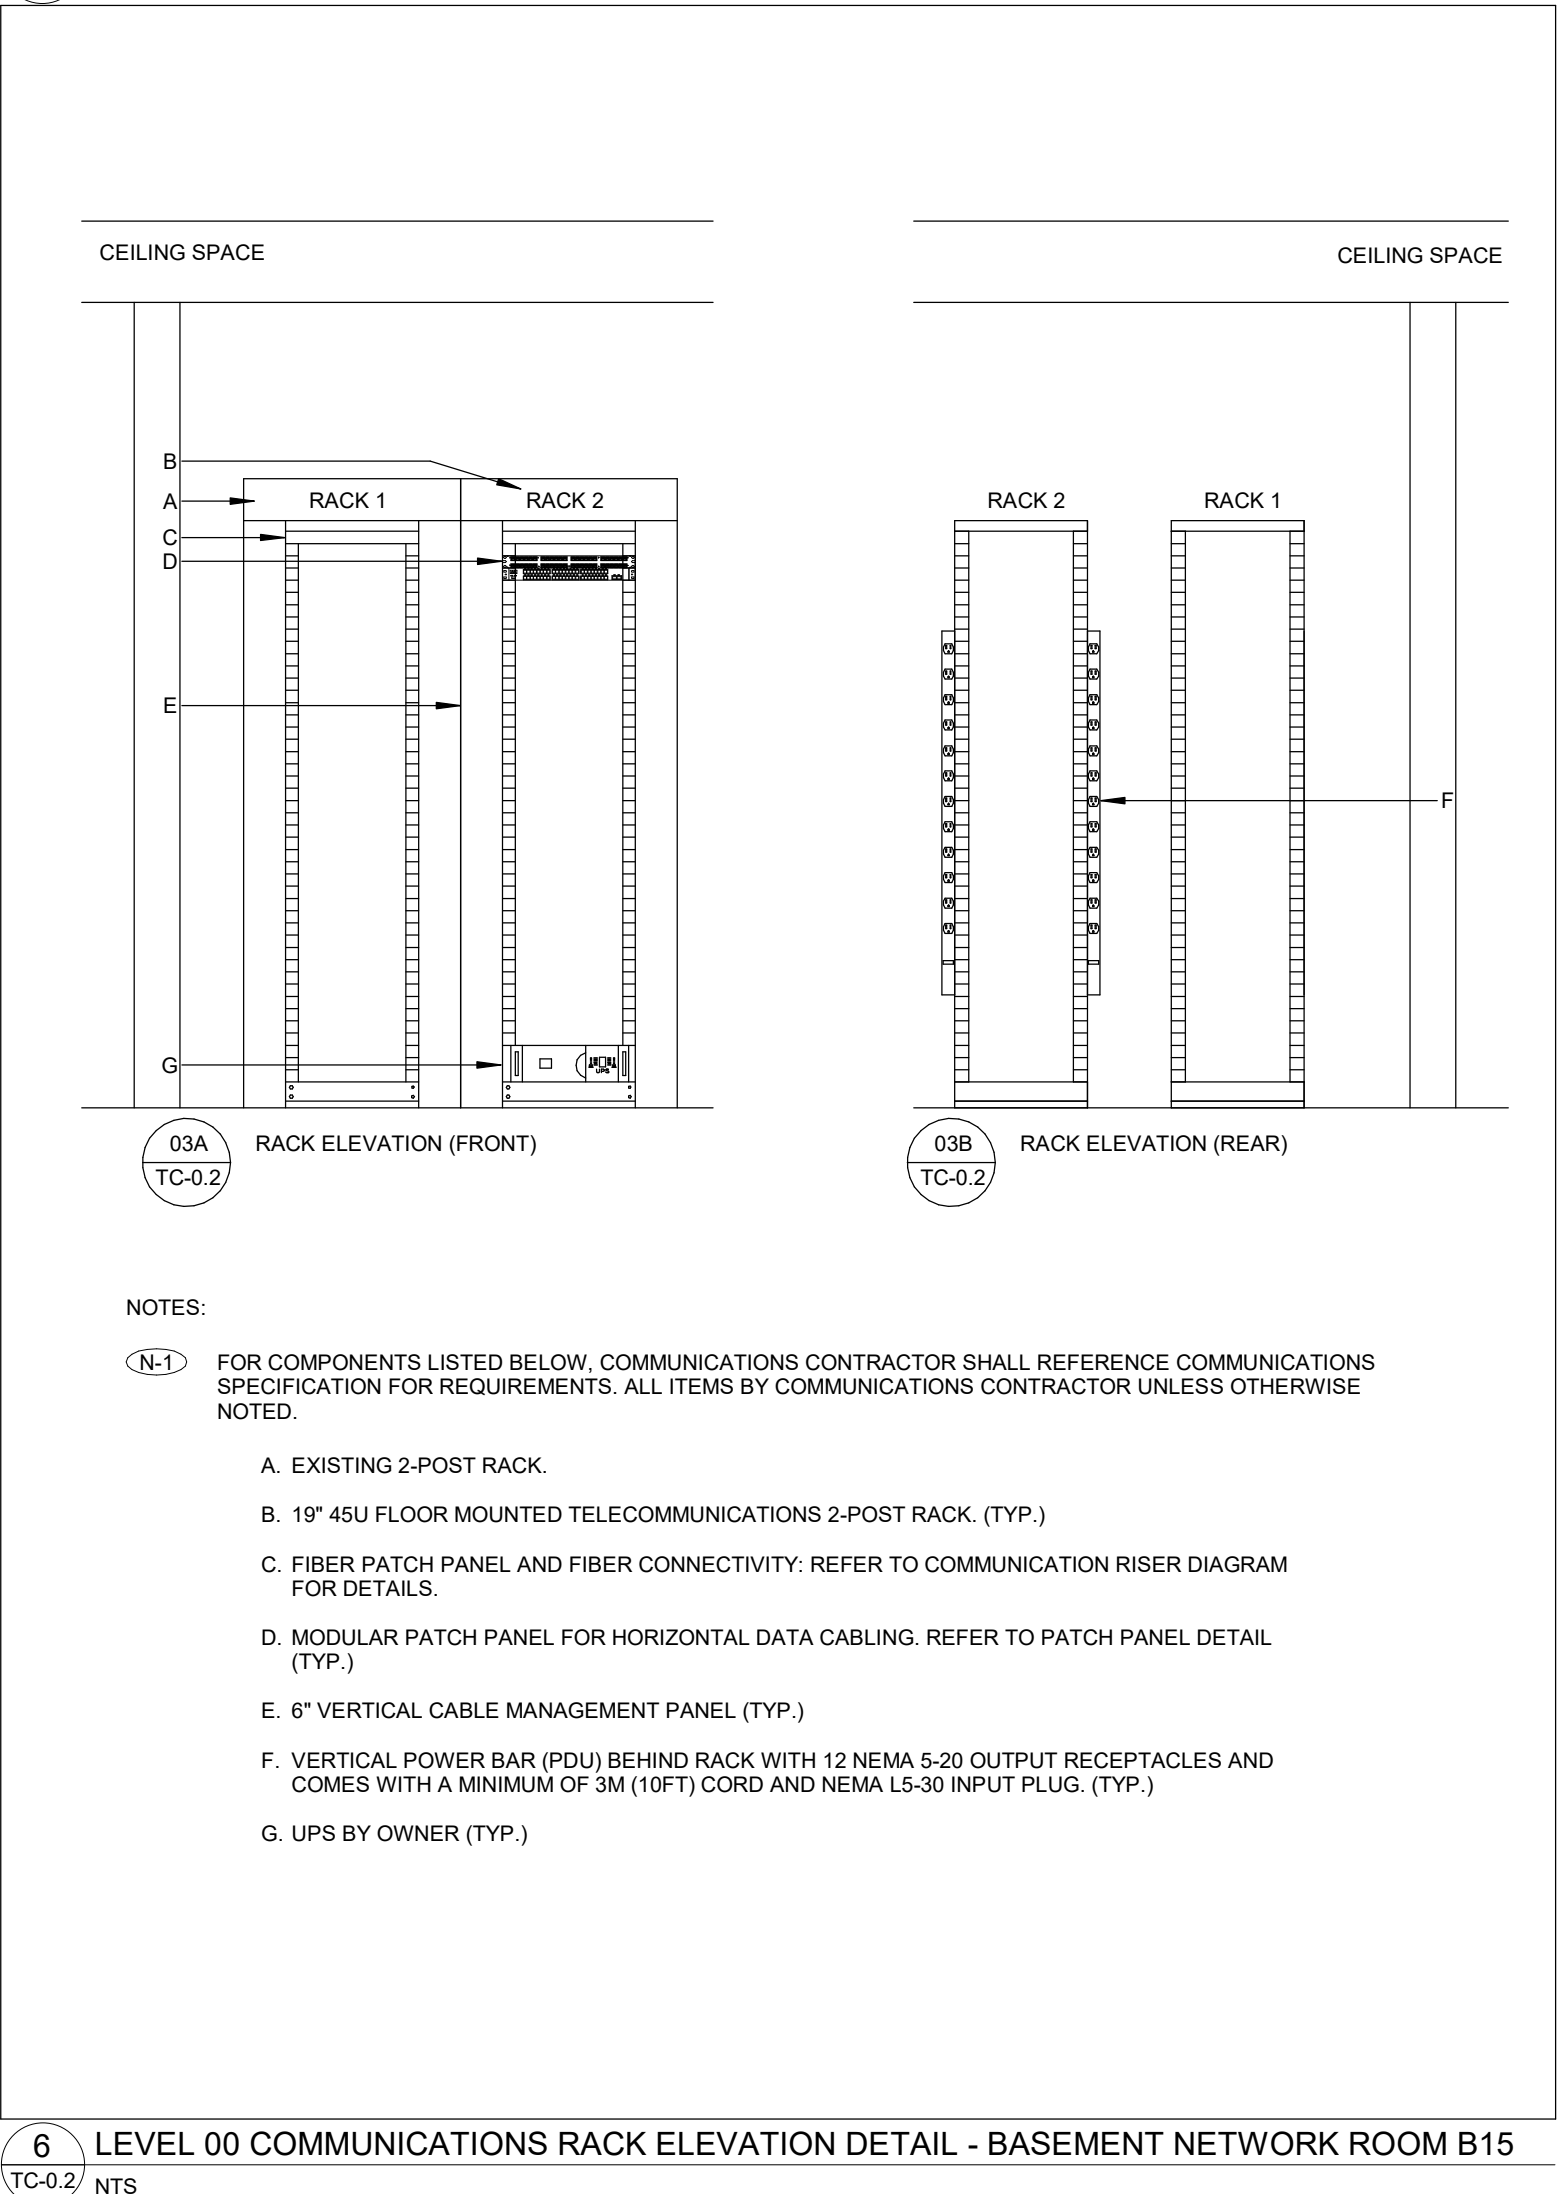 CEILING SPACE
CEILING SPACE
B
A
RACK 1
RACK 2
C
D
E
G
UPS
RACK 2
RACK 1
F
03A
TC-0.2
RACK ELEVATION (FRONT)
03B
TC-0.2
RACK ELEVATION (REAR)
NOTES:
N-1 FOR COMPONENTS LISTED BELOW, COMMUNICATIONS CONTRACTOR SHALL REFERENCE COMMUNICATIONS
SPECIFICATION FOR REQUIREMENTS. ALL ITEMS BY COMMUNICATIONS CONTRACTOR UNLESS OTHERWISE
NOTED.
A. EXISTING 2-POST RACK.
B. 19" 45U FLOOR MOUNTED TELECOMMUNICATIONS 2-POST RACK. (TYP.)
C. FIBER PATCH PANEL AND FIBER CONNECTIVITY: REFER TO COMMUNICATION RISER DIAGRAM
FOR DETAILS.
D. MODULAR PATCH PANEL FOR HORIZONTAL DATA CABLING. REFER TO PATCH PANEL DETAIL
(TYP.)
E. 6" VERTICAL CABLE MANAGEMENT PANEL (TYP.)
F. VERTICAL POWER BAR (PDU) BEHIND RACK WITH 12 NEMA 5-20 OUTPUT RECEPTACLES AND
COMES WITH A MINIMUM OF 3M (10FT) CORD AND NEMA L5-30 INPUT PLUG. (TYP.)
G. UPS BY OWNER (TYP.)
6
TC-0.2
LEVEL 00 COMMUNICATIONS RACK ELEVATION DETAIL - BASEMENT NETWORK ROOM B15
NTS